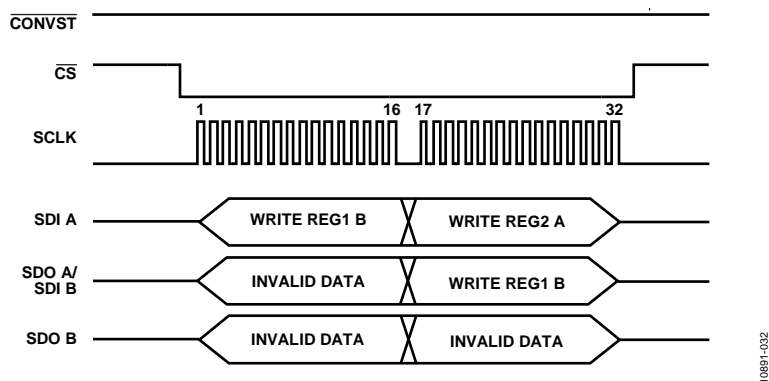 CONVST
CS
1 16 17 32
SCLK
SDI A WRITE REG1 B WRITE REG2 A
SDO A/
SDI B INVALID DATA WRITE REG1 B
SDO B INVALID DATA INVALID DATA
10891-032